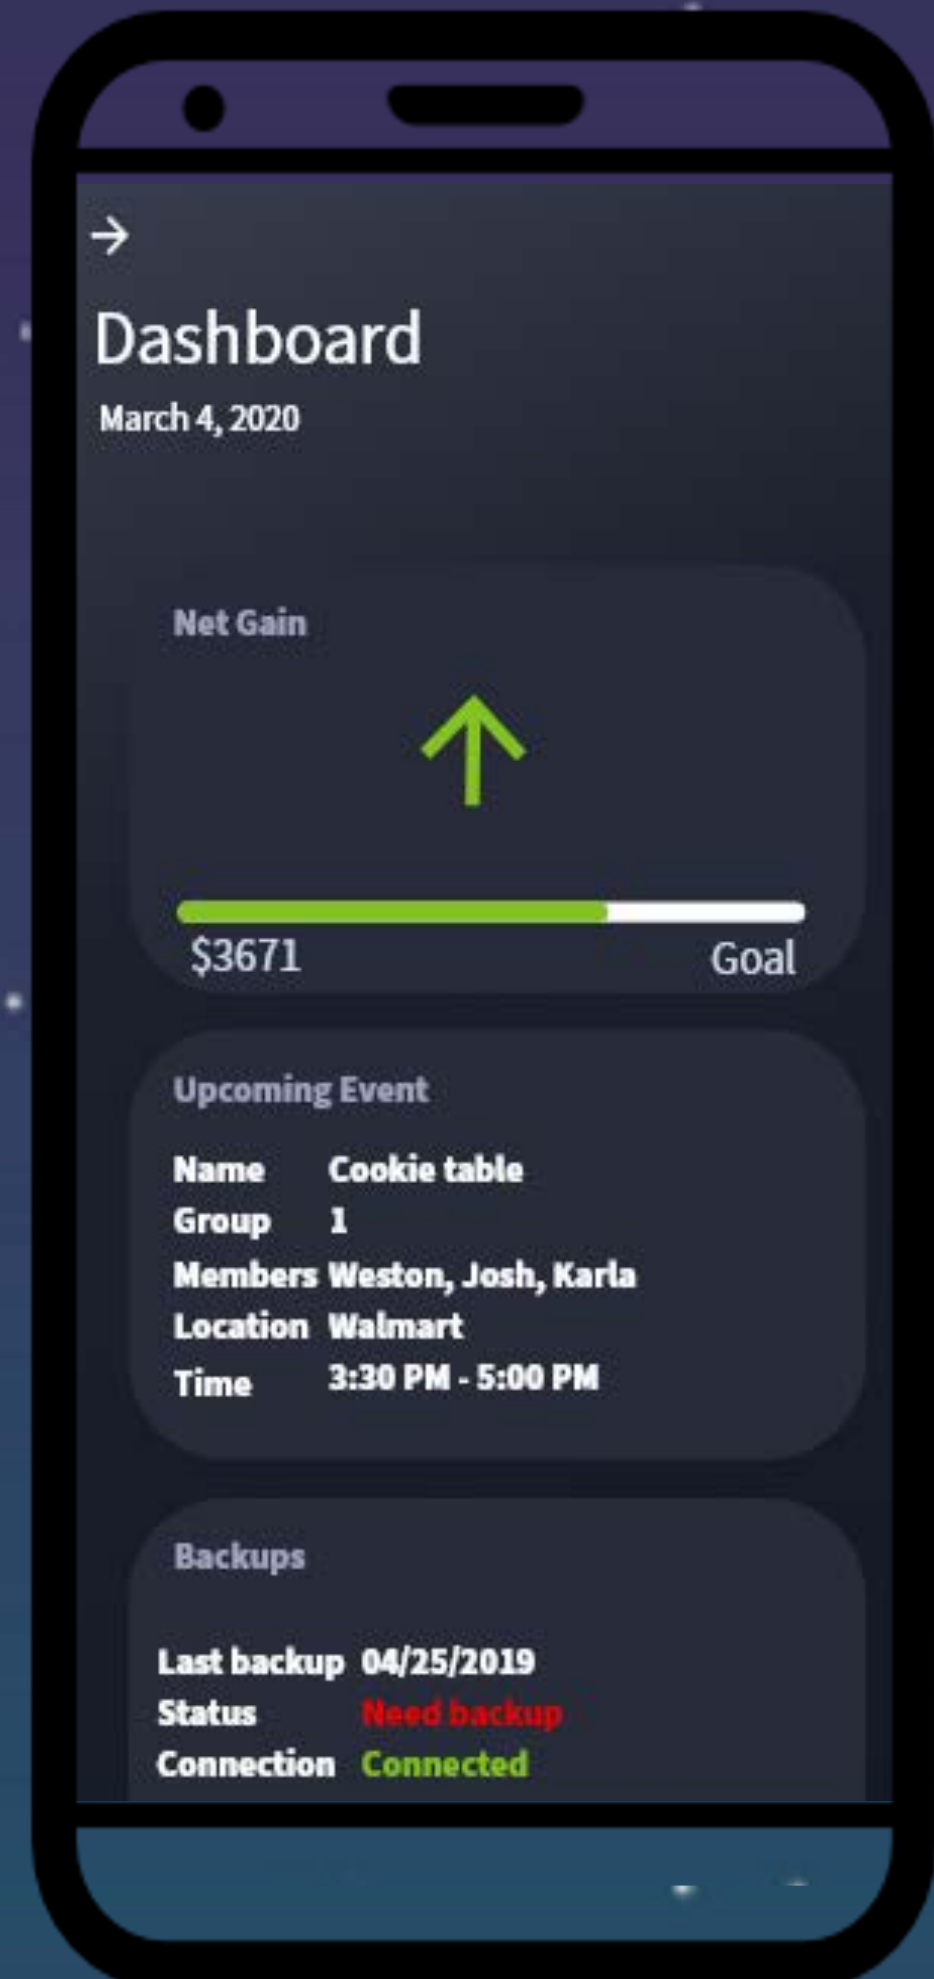 Dashboard
March 4, 2020
Net Gain
$3671 Goal
Upcoming Event
Name Cookie table
Group 1
Members Weston, Josh, Karla
Location Walmart
Time 3:30 PM - 5:00 PM
Backups
Last backup 04/25/2019
Status Need backup
Connection Connected